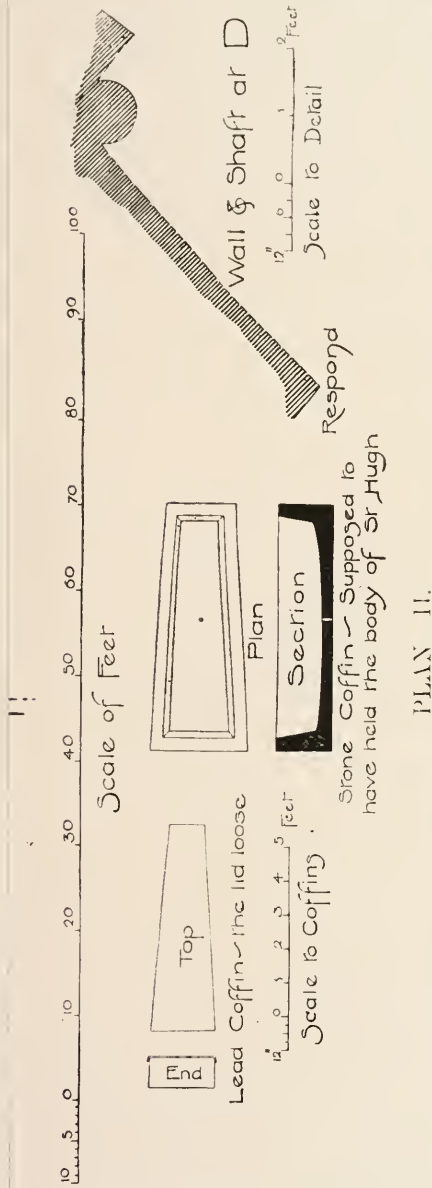 10 5 0 10 20 30 40 50 60 70 80 90 100
Scale of Feet
End
Top
Lead Coffin ~ The lid loose
12" 0 1 2 3 4 5 Feet
Scale to Coffins.
Plan
Section
Stone Coffin ~ Supposed to
have held the body of St Hugh
Respond
Wall & Shaft at D
12" 0 0 1 2 Feet
Scale to Detail
PLAN II.